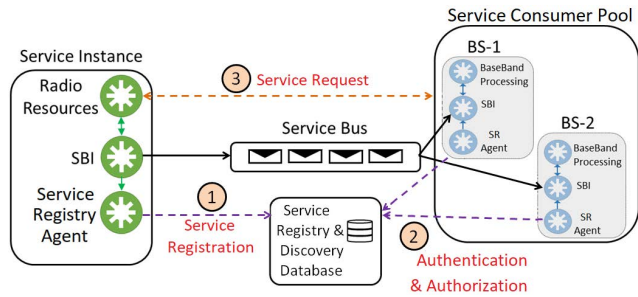 Service Consumer Pool
Service Instance
BS-1
Radio
Resources
3
Service Request
BaseBand
Processing
SBI
SR
Agent
Service Bus
BS-2
BaseBand
Processing
SBI
SR
Agent
SBI
Service
Registry
Agent
1
Service
Registration
Service
Registry &
Discovery
Database
2
Authentication
& Authorization